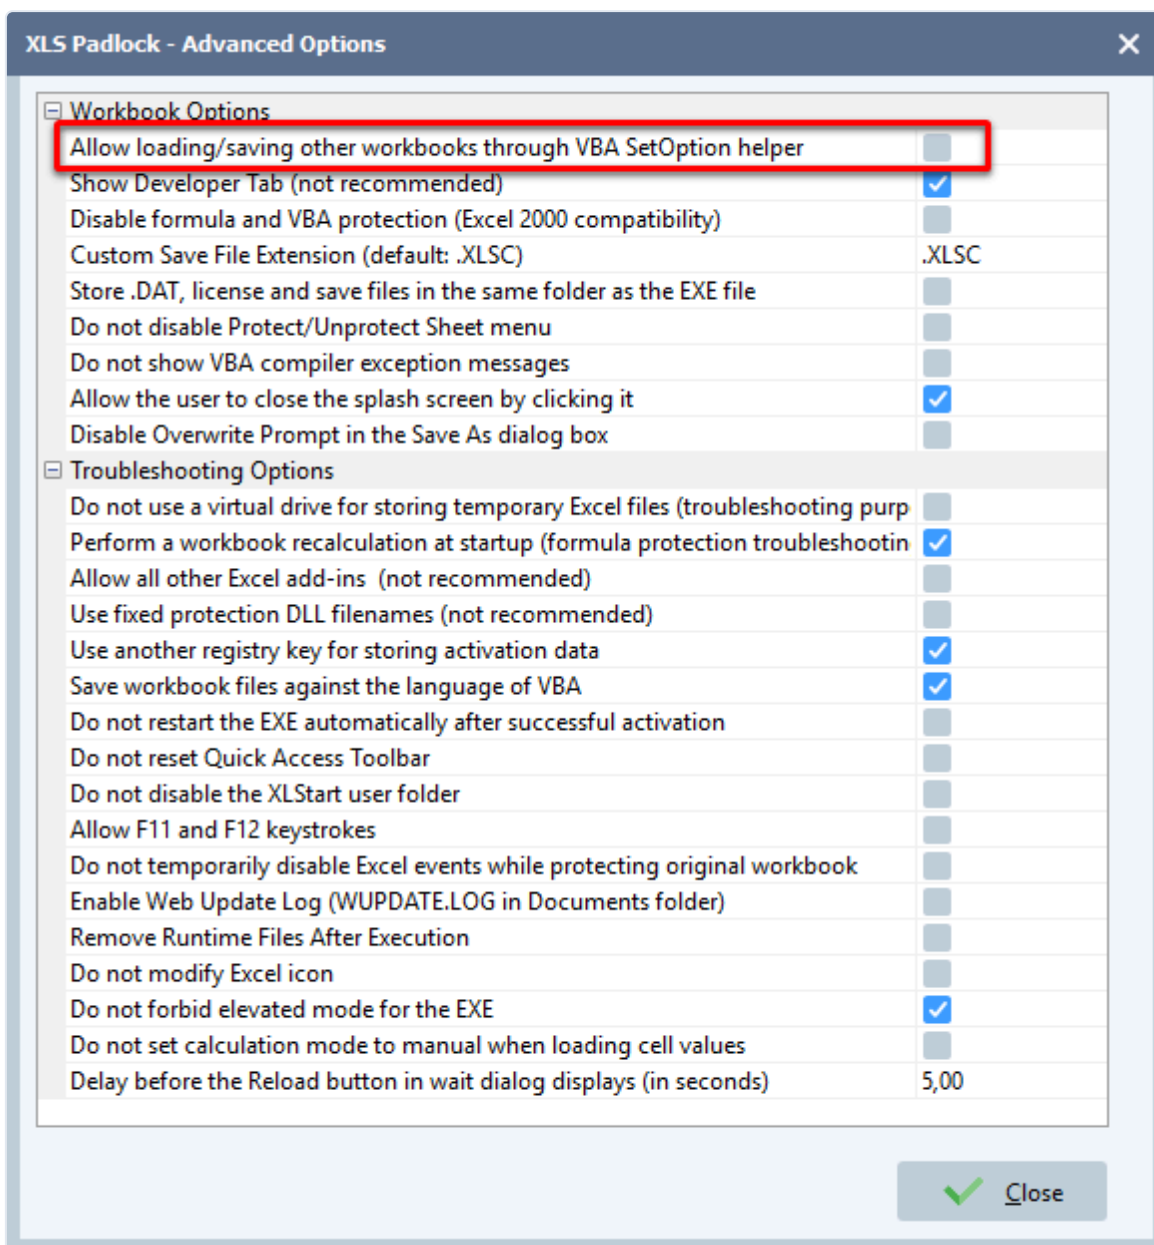 XLS Padlock - Advanced Options
Workbook Options
Allow loading/saving other workbooks through VBA SetOption helper
Show Developer Tab (not recommended)
Disable formula and VBA protection (Excel 2000 compatibility)
Custom Save File Extension (default: .XLSC) .XLSC
Store .DAT, license and save files in the same folder as the EXE file
Do not disable Protect/Unprotect Sheet menu
Do not show VBA compiler exception messages
Allow the user to close the splash screen by clicking it
Disable Overwrite Prompt in the Save As dialog box
Troubleshooting Options
Do not use a virtual drive for storing temporary Excel files (troubleshooting purp
Perform a workbook recalculation at startup (formula protection troubleshootin
Allow all other Excel add-ins (not recommended)
Use fixed protection DLL filenames (not recommended)
Use another registry key for storing activation data
Save workbook files against the language of VBA
Do not restart the EXE automatically after successful activation
Do not reset Quick Access Toolbar
Do not disable the XLStart user folder
Allow F11 and F12 keystrokes
Do not temporarily disable Excel events while protecting original workbook
Enable Web Update Log (WUPDATE.LOG in Documents folder)
Remove Runtime Files After Execution
Do not modify Excel icon
Do not forbid elevated mode for the EXE
Do not set calculation mode to manual when loading cell values
Delay before the Reload button in wait dialog displays (in seconds) 5,00
Close